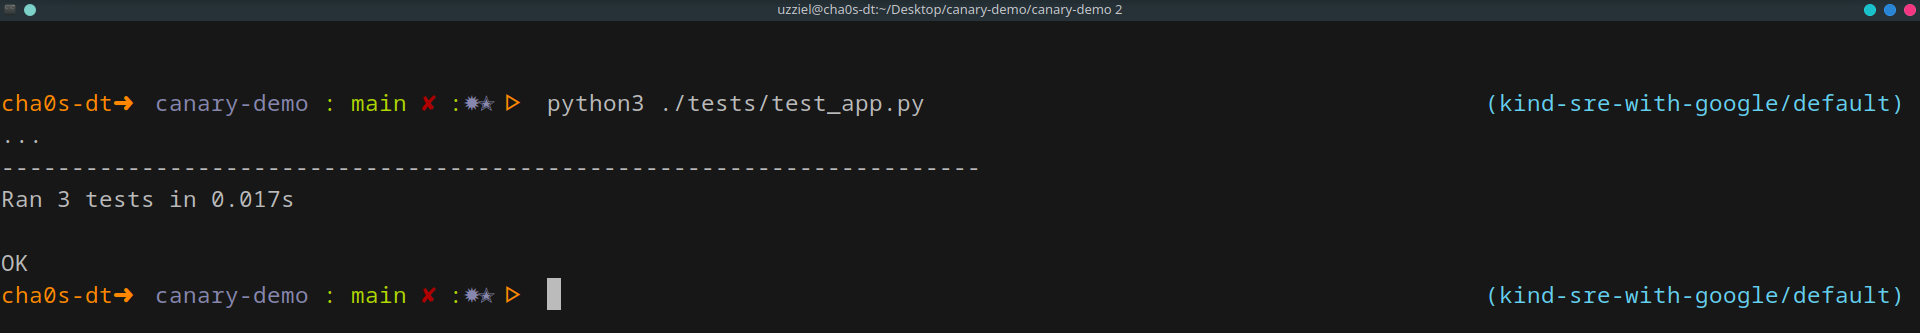 uzziel@cha0s-dt:~/Desktop/canary-demo/canary-demo 2
cha0s-dt➜ canary-demo : main ✘ :✹✭ ▷ python3 ./tests/test_app.py (kind-sre-with-google/default)
...
----------------------------------------------------------------------
Ran 3 tests in 0.017s
OK
cha0s-dt➜ canary-demo : main ✘ :✹✭ ▷ (kind-sre-with-google/default)